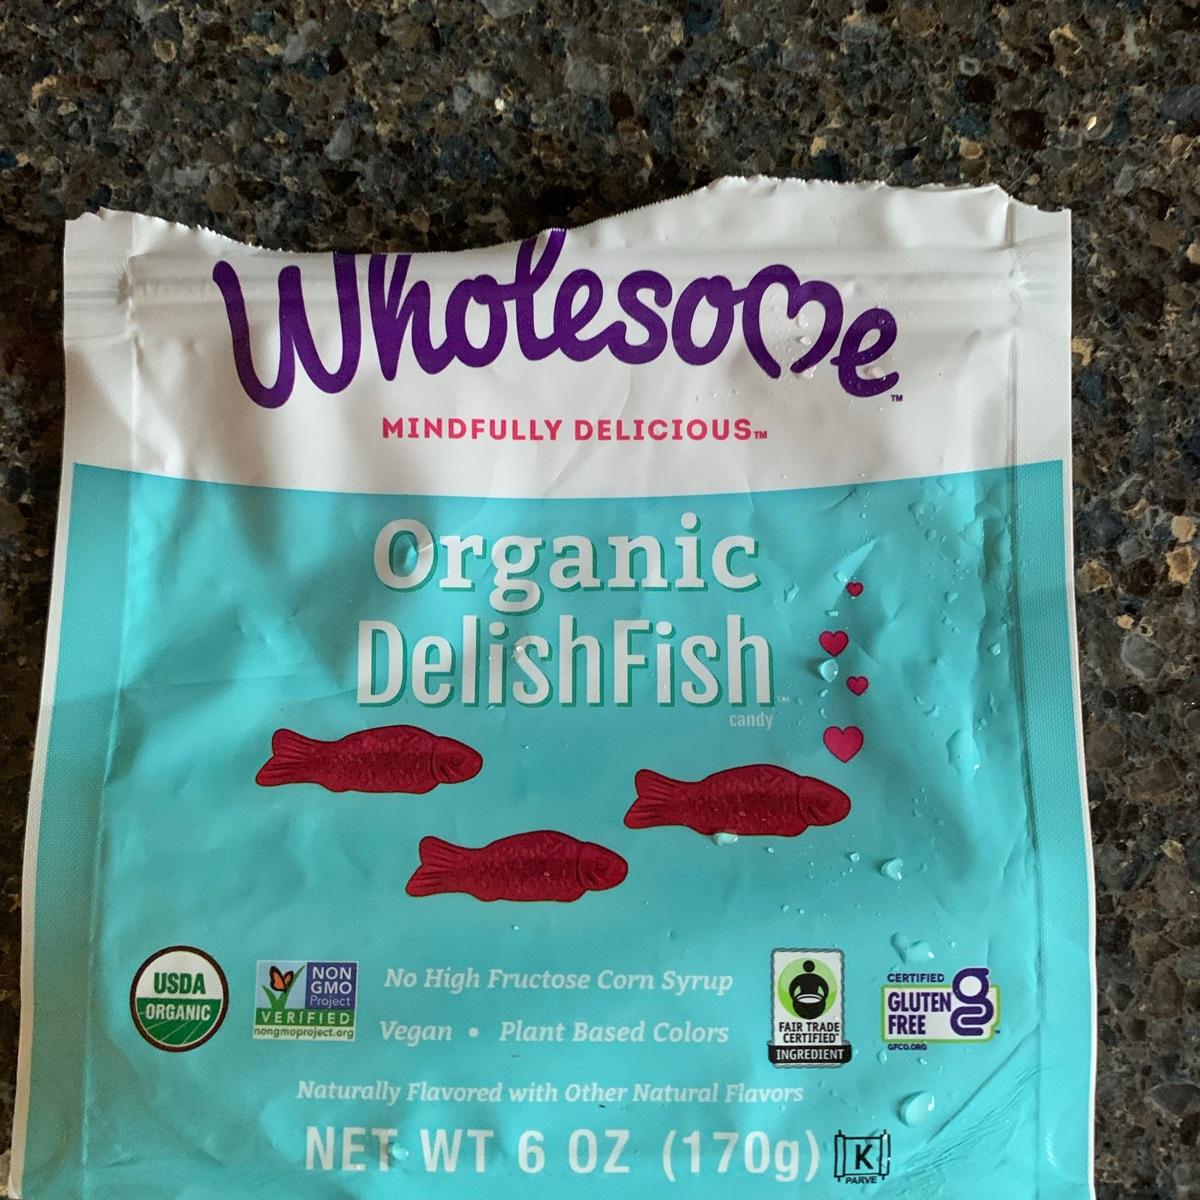 Wholesome™
MINDFULLY DELICIOUS™
Organic
DelishFish™
candy
USDA
ORGANIC
NON
GMO
Project
VERIFIED
nongmoproject.org
No High Fructose Corn Syrup
Vegan • Plant Based Colors
FAIR TRADE
CERTIFIED™
INGREDIENT
CERTIFIED
GLUTEN
FREE
g™
GFCO.ORG
Naturally Flavored with Other Natural Flavors
NET WT 6 OZ (170g)
K
PARVE